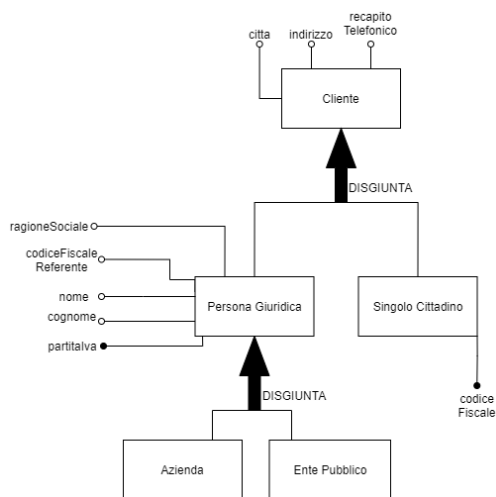 citta
indirizzo
recapito
Telefonico
Cliente
DISGIUNTA
ragioneSociale
codiceFiscale
Referente
nome
cognome
partitaIva
Persona Giuridica
Singolo Cittadino
codice
Fiscale
DISGIUNTA
Azienda
Ente Pubblico